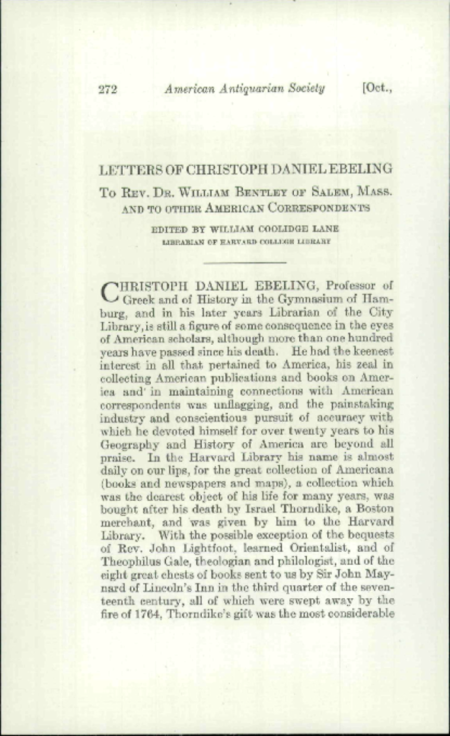 272 American Antiquarian Society [Oct.,
LETTERS OF CHRISTOPH DANIEL EBELING
To Rev. Dr. William Bentley of Salem, Mass.
and to other American Correspondents
EDITED BY WILLIAM COOLIDGE LANE
LIBRARIAN OF HARVARD COLLEGE LIBRARY
CHRISTOPH DANIEL EBELING, Professor of
Greek and of History in the Gymnasium of Ham-
burg, and in his later years Librarian of the City
Library, is still a figure of some consequence in the eyes
of American scholars, although more than one hundred
years have passed since his death. He had the keenest
interest in all that pertained to America, his zeal in
collecting American publications and books on Amer-
ica and in maintaining connections with American
correspondents was unflagging, and the painstaking
industry and conscientious pursuit of accuracy with
which he devoted himself for over twenty years to his
Geography and History of America are beyond all
praise. In the Harvard Library his name is almost
daily on our lips, for the great collection of Americana
(books and newspapers and maps), a collection which
was the dearest object of his life for many years, was
bought after his death by Israel Thorndike, a Boston
merchant, and was given by him to the Harvard
Library. With the possible exception of the bequests
of Rev. John Lightfoot, learned Orientalist, and of
Theophilus Gale, theologian and philologist, and of the
eight great chests of books sent to us by Sir John May-
nard of Lincoln's Inn in the third quarter of the seven-
teenth century, all of which were swept away by the
fire of 1764, Thorndike's gift was the most considerable